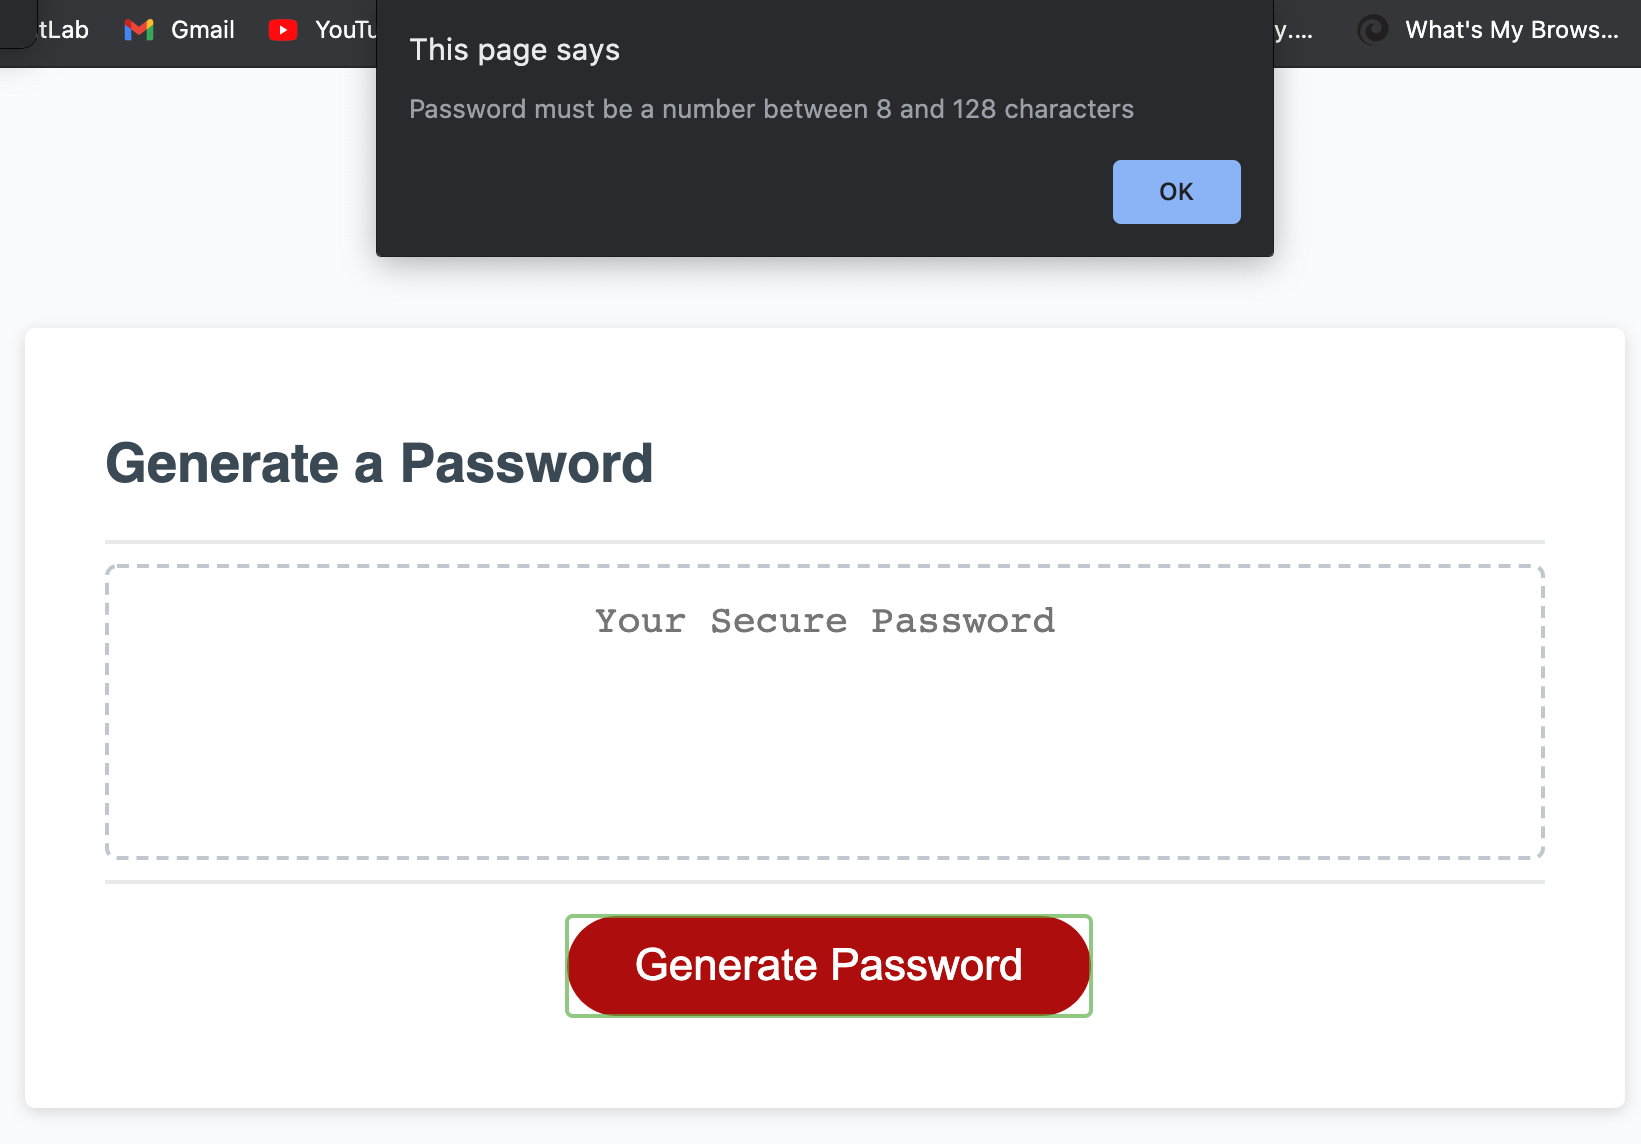 tLab Gmail YouTu y.... What's My Brows...
This page says
Password must be a number between 8 and 128 characters
OK
Generate a Password
Your Secure Password
Generate Password